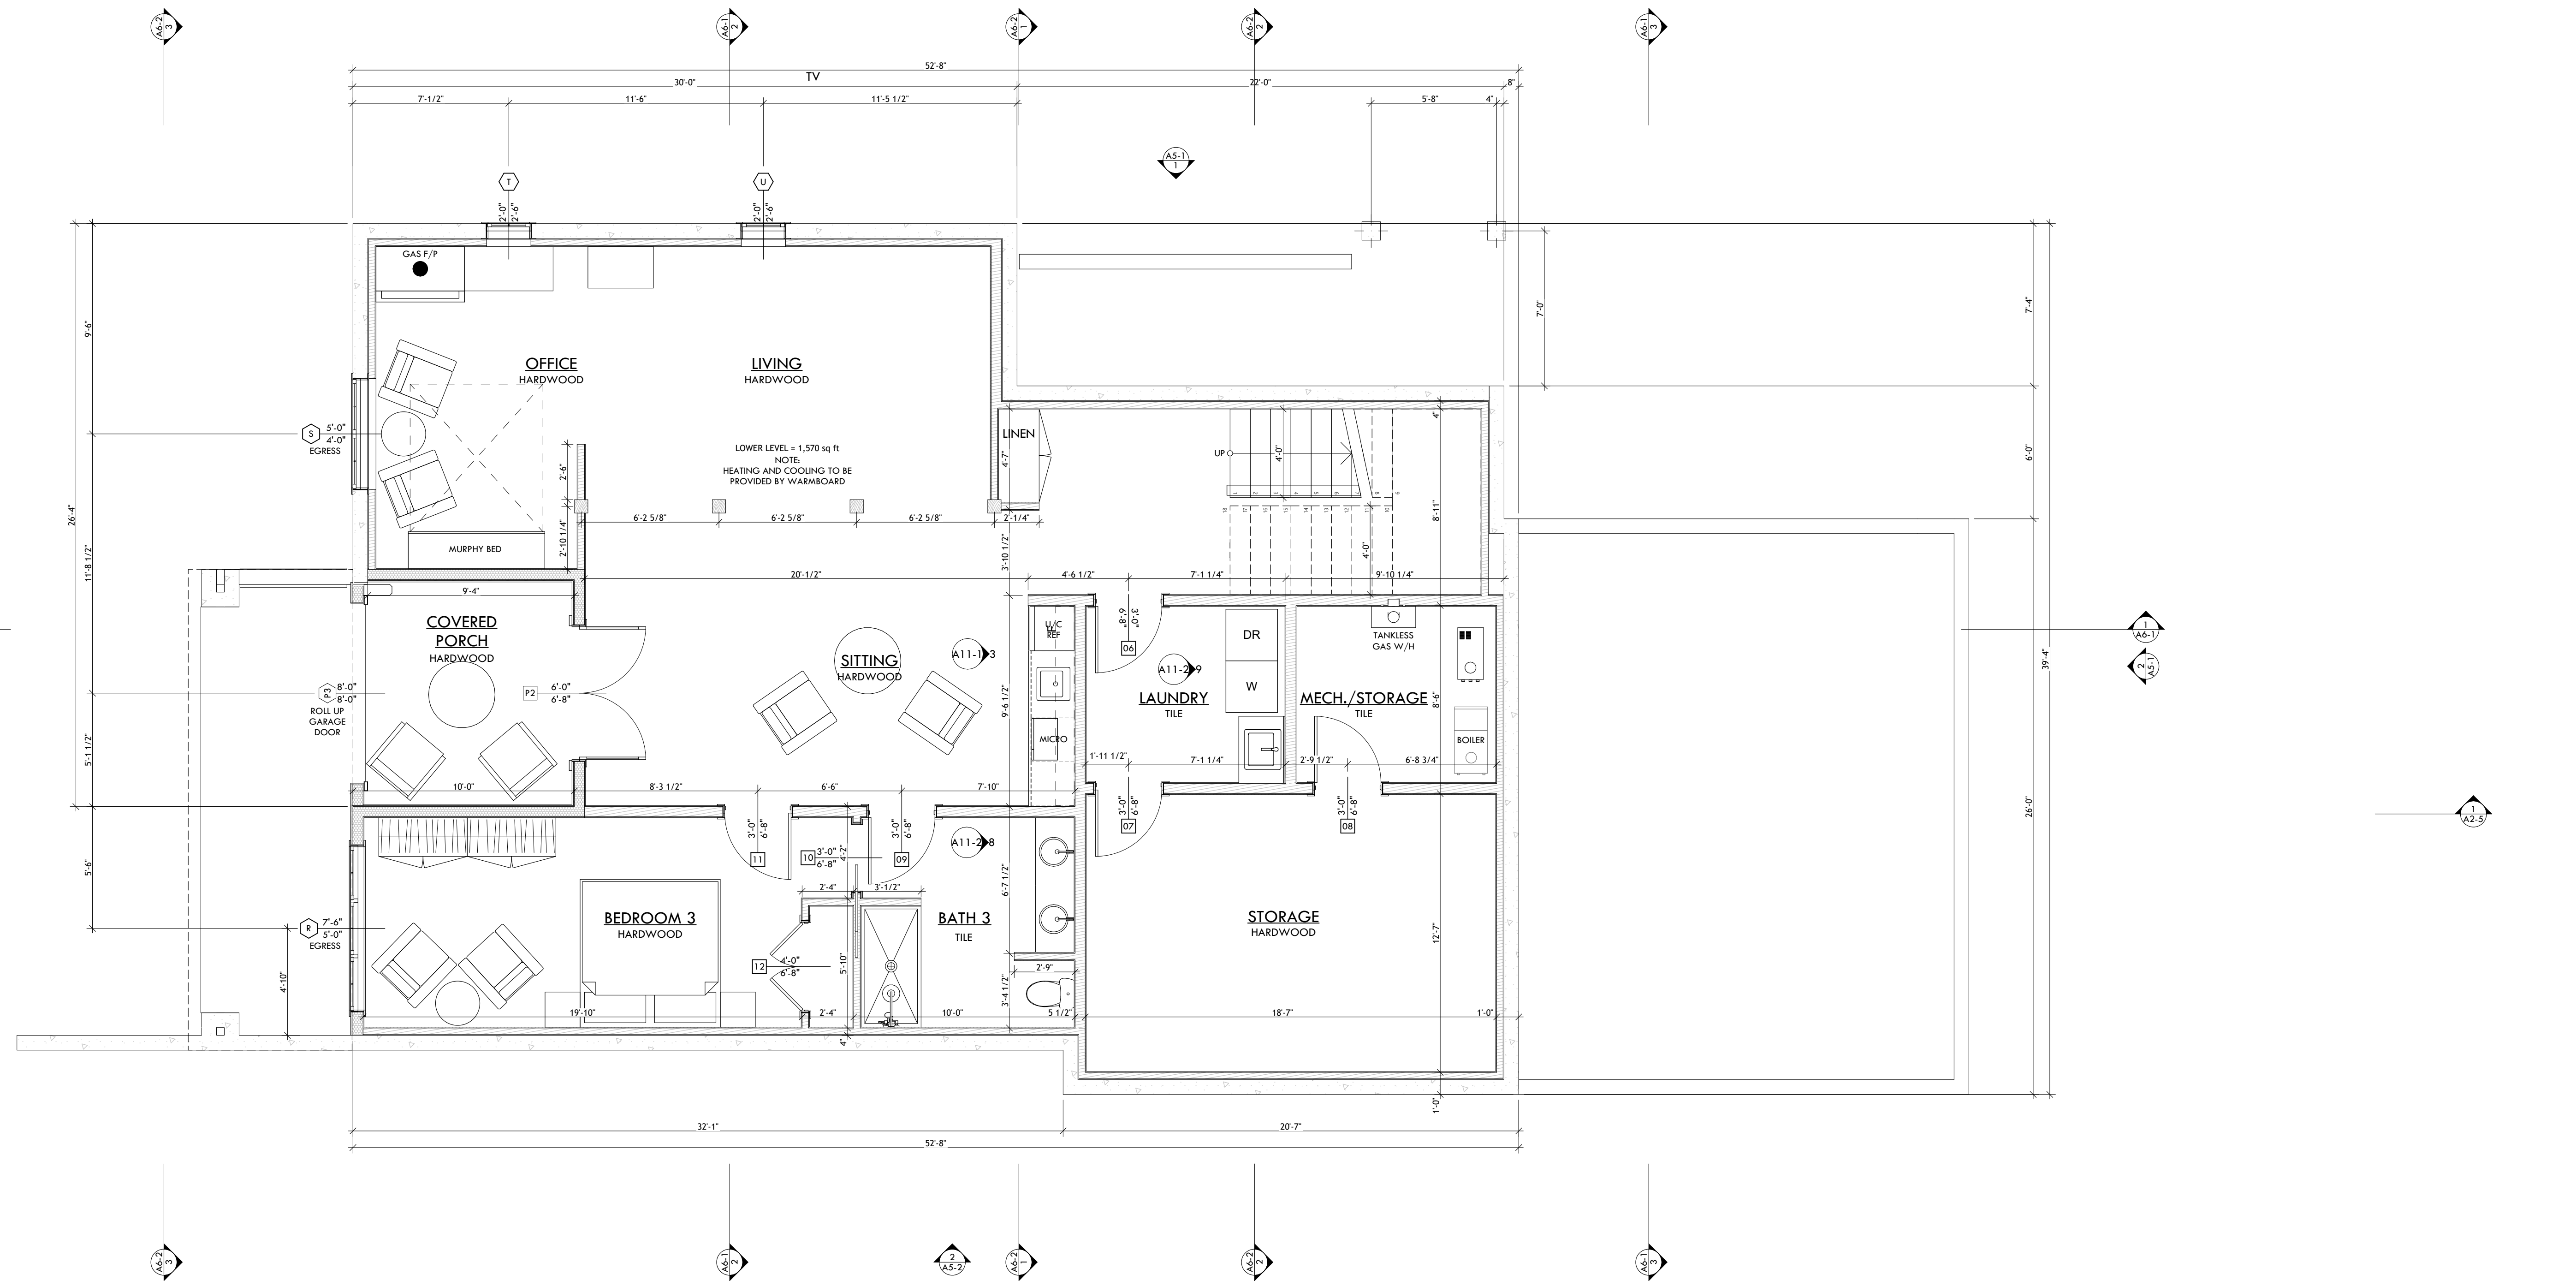 A6-2
3
A6-1
2
A6-2
1
A6-2
2
A6-1
3
52'-8"
TV
30'-0"
22'-0"
8"
7'-1/2"
11'-6"
11'-5 1/2"
5'-8"
4"
A5-1
1
T
U
2'-0"
2'-6"
2'-0"
2'-6"
GAS F/P
9'-6"
7'-0"
7'-4"
OFFICE
HARDWOOD
LIVING
HARDWOOD
S
5'-0"
4'-0"
EGRESS
LINEN
4'-7"
4"
LOWER LEVEL = 1,570 sq ft
NOTE:
HEATING AND COOLING TO BE
PROVIDED BY WARMBOARD
UP
4'-0"
6'-0"
2'-6"
26'-4"
6'-2 5/8"
6'-2 5/8"
6'-2 5/8"
2'-1/4"
8'-11"
2'-10 1/4"
MURPHY BED
3'-10 1/2"
4'-0"
11'-8 1/2"
20'-1/2"
4'-6 1/2"
7'-1 1/4"
9'-10 1/4"
9'-4"
COVERED
PORCH
HARDWOOD
U/C
REF
3'-0"
6'-8"
06
DR
W
TANKLESS
GAS W/H
1
A6-1
2
A5-1
39'-4"
SITTING
HARDWOOD
A11-1
3
A11-2
9
P3
8'-0"
8'-0"
ROLL UP
GARAGE
DOOR
P2
6'-0"
6'-8"
9'-6 1/2"
LAUNDRY
TILE
MECH./STORAGE
TILE
8'-6"
MICRO
BOILER
5'-1 1/2"
1'-11 1/2"
7'-1 1/4"
2'-9 1/2"
6'-8 3/4"
10'-0"
8'-3 1/2"
6'-6"
7'-10"
3'-0"
6'-8"
11
10
3'-0"
6'-8"
4'-2"
3'-0"
6'-8"
09
A11-2
8
3'-0"
6'-8"
07
3'-0"
6'-8"
08
26'-0"
1
A2-5
5'-6"
2'-4"
3'-1/2"
6'-7 1/2"
R
7'-6"
5'-0"
EGRESS
BEDROOM 3
HARDWOOD
BATH 3
TILE
STORAGE
HARDWOOD
12'-7"
4'-10"
12
4'-0"
6'-8"
5'-10"
2'-9"
3'-4 1/2"
19'-10"
2'-4"
10'-0"
5 1/2"
18'-7"
1'-0"
4"
1'-0"
32'-1"
20'-7"
52'-8"
A6-2
3
A6-1
2
2
A5-2
A6-2
1
A6-2
2
A6-1
3